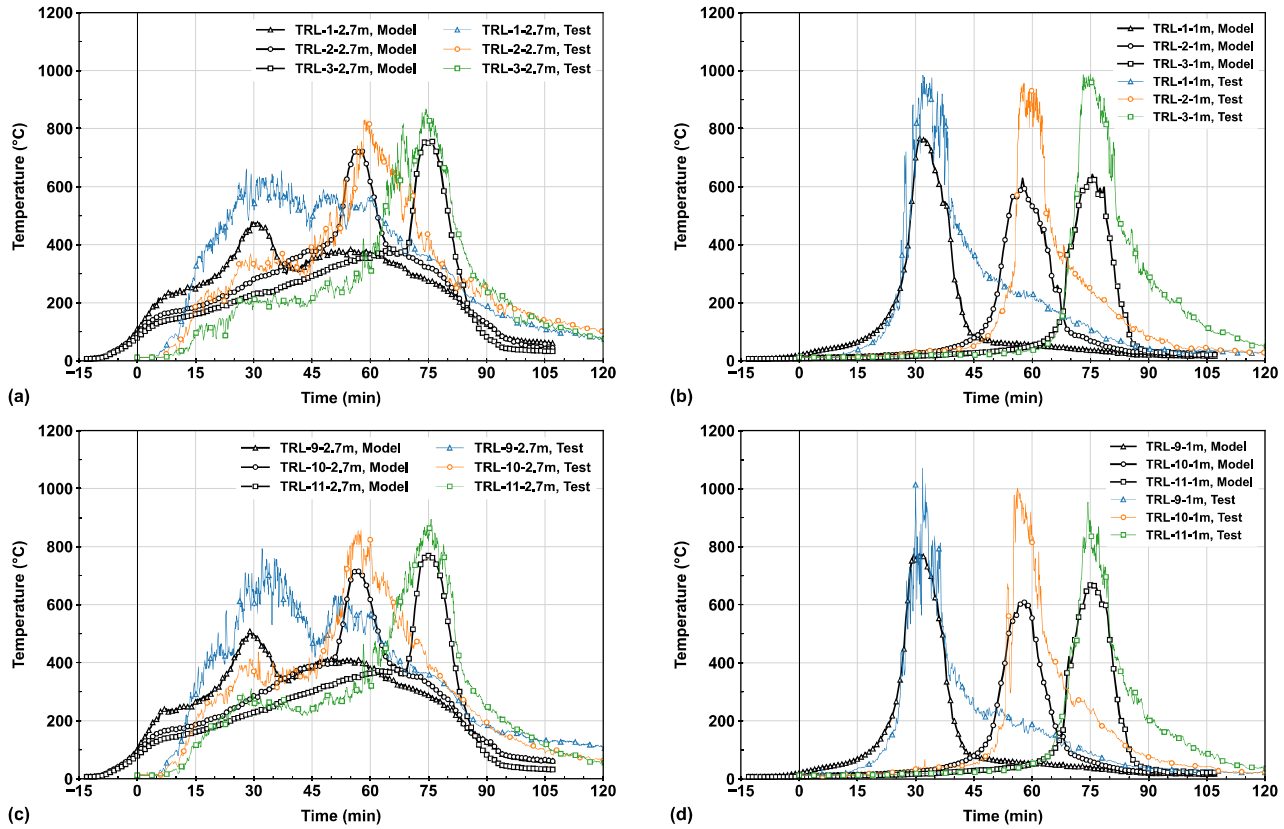 1200
1000
800
600
400
200
0
Temperature (°C)
TRL-1-2.7m, Model
TRL-2-2.7m, Model
TRL-3-2.7m, Model
TRL-1-2.7m, Test
TRL-2-2.7m, Test
TRL-3-2.7m, Test
−15 0 15 30 45 60 75 90 105 120
Time (min)
(a)
1200
1000
800
600
400
200
0
Temperature (°C)
TRL-1-1m, Model
TRL-2-1m, Model
TRL-3-1m, Model
TRL-1-1m, Test
TRL-2-1m, Test
TRL-3-1m, Test
−15 0 15 30 45 60 75 90 105 120
Time (min)
(b)
1200
1000
800
600
400
200
0
Temperature (°C)
TRL-9-2.7m, Model
TRL-10-2.7m, Model
TRL-11-2.7m, Model
TRL-9-2.7m, Test
TRL-10-2.7m, Test
TRL-11-2.7m, Test
−15 0 15 30 45 60 75 90 105 120
Time (min)
(c)
1200
1000
800
600
400
200
0
Temperature (°C)
TRL-9-1m, Model
TRL-10-1m, Model
TRL-11-1m, Model
TRL-9-1m, Test
TRL-10-1m, Test
TRL-11-1m, Test
−15 0 15 30 45 60 75 90 105 120
Time (min)
(d)